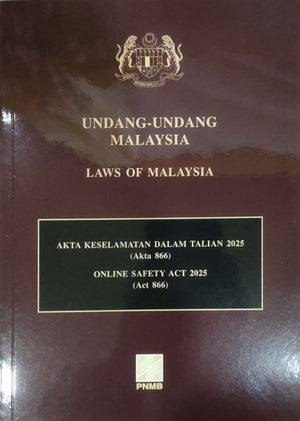 UNDANG-UNDANG
MALAYSIA
LAWS OF MALAYSIA
AKTA KESELAMATAN DALAM TALIAN 2025
(Akta 866)
ONLINE SAFETY ACT 2025
(Act 866)
PNMB